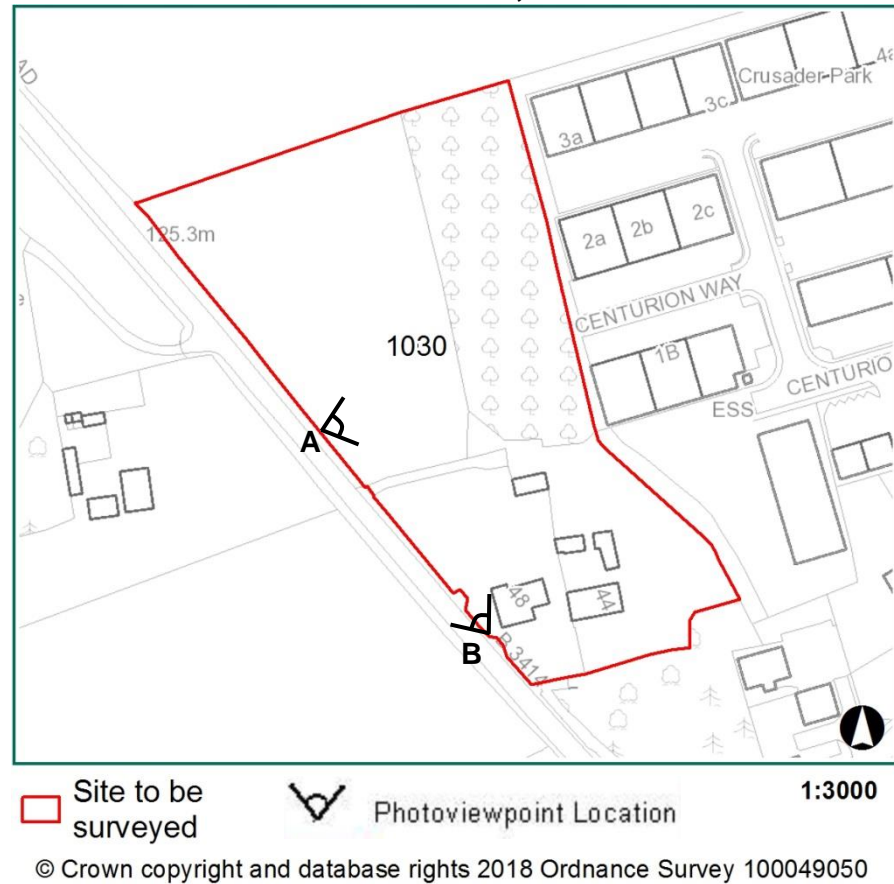 4D
Crusader Park
4a
3c
3a
125.3m
2c
2b
2a
CENTURION WAY
1030
1B
CENTURIO
ESS
A
48
44
B
B 3414
Site to be
surveyed
Photoviewpoint Location
1:3000
© Crown copyright and database rights 2018 Ordnance Survey 100049050